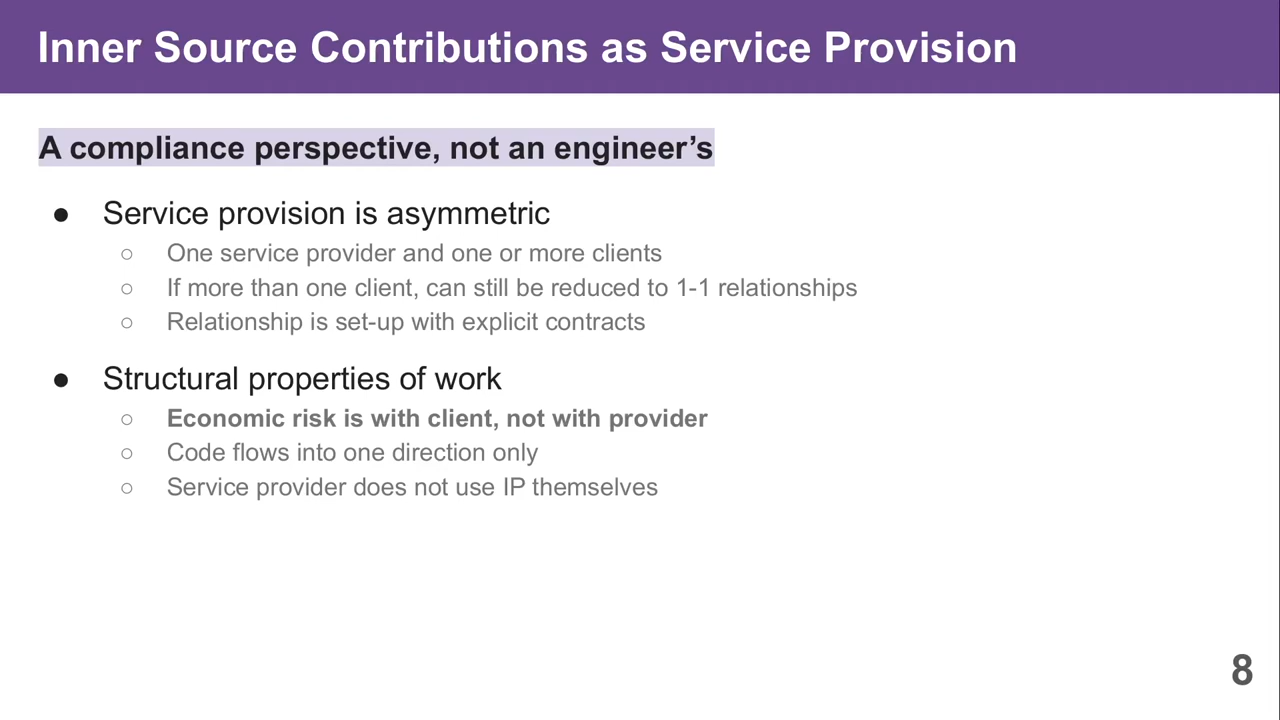 Inner Source Contributions as Service Provision
A compliance perspective, not an engineer’s
● Service provision is asymmetric
○ One service provider and one or more clients
○ If more than one client, can still be reduced to 1-1 relationships
○ Relationship is set-up with explicit contracts
● Structural properties of work
○ Economic risk is with client, not with provider
○ Code flows into one direction only
○ Service provider does not use IP themselves
8